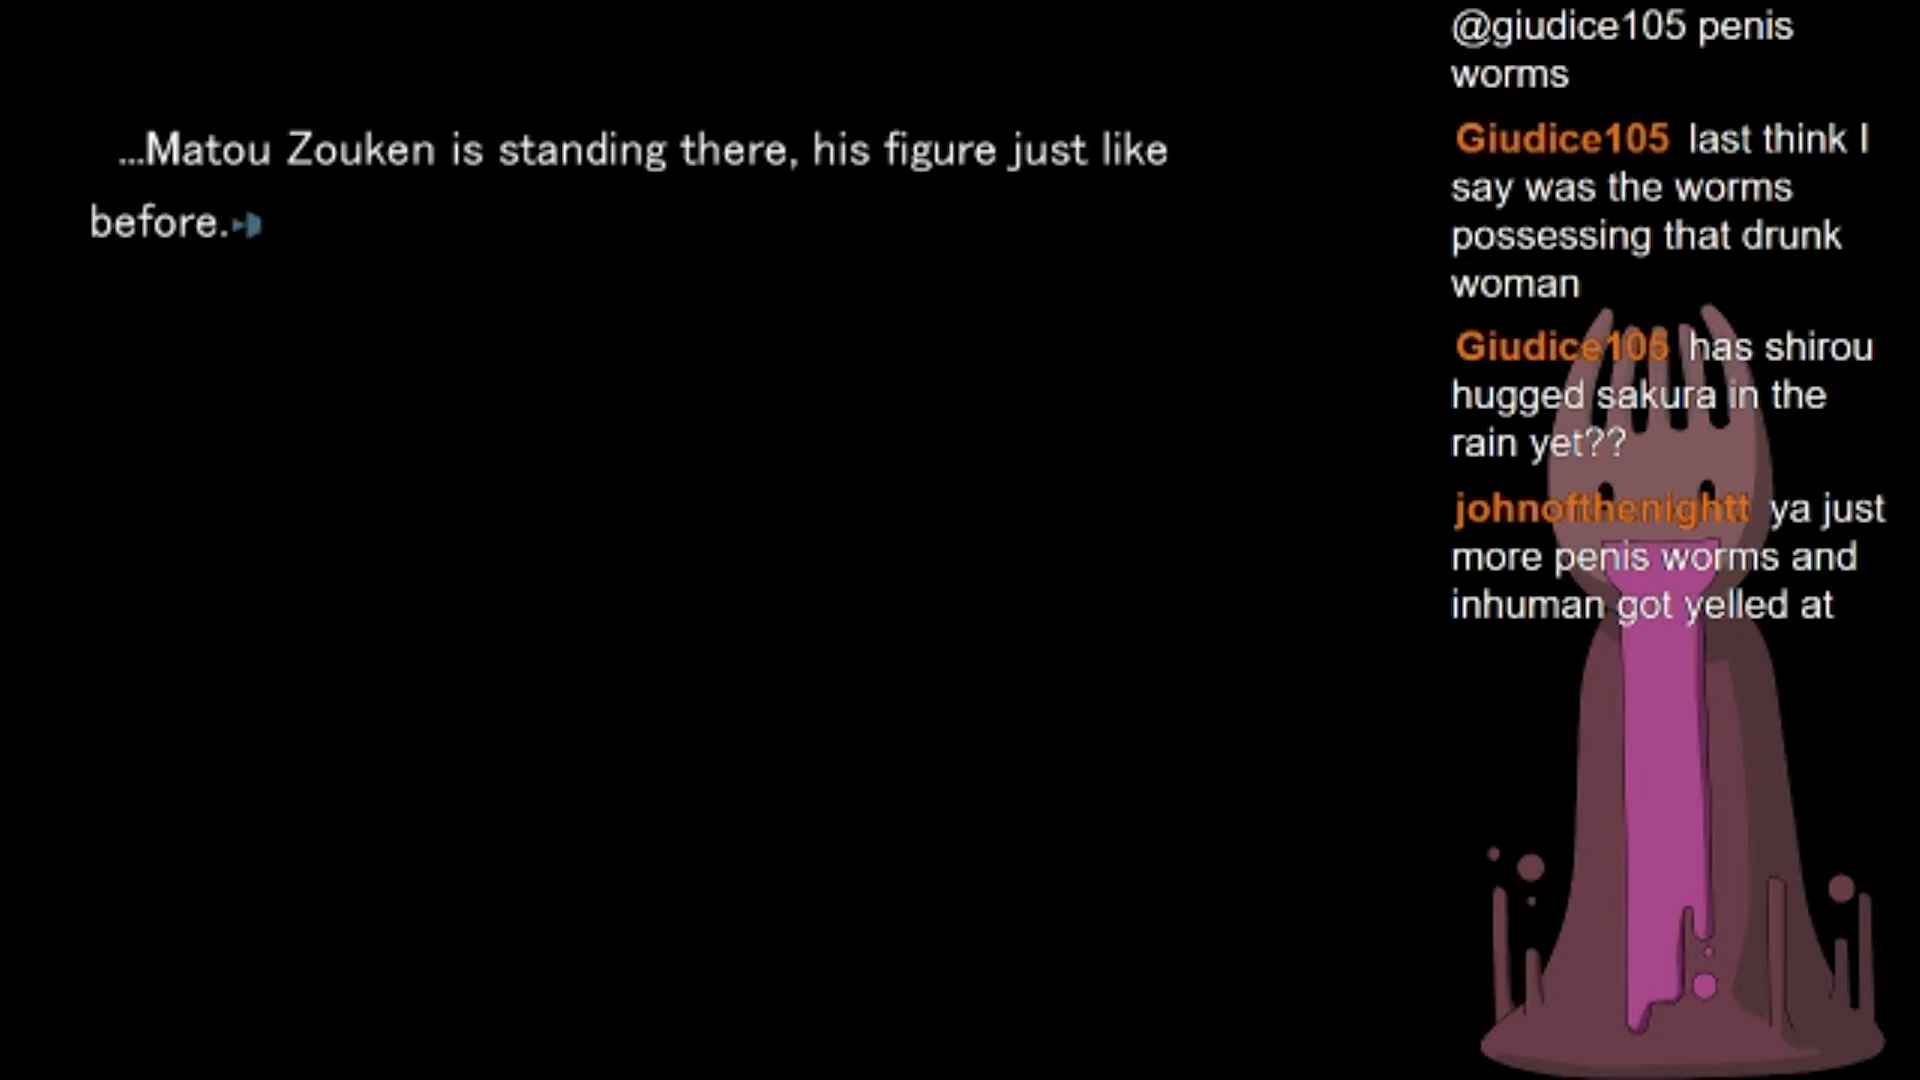 ...Matou Zouken is standing there, his figure just like
before.
@giudice105 penis
worms
Giudice105 last think I
say was the worms
possessing that drunk
woman
Giudice105 has shirou
hugged sakura in the
rain yet??
johnofthenightt ya just
more penis worms and
inhuman got yelled at